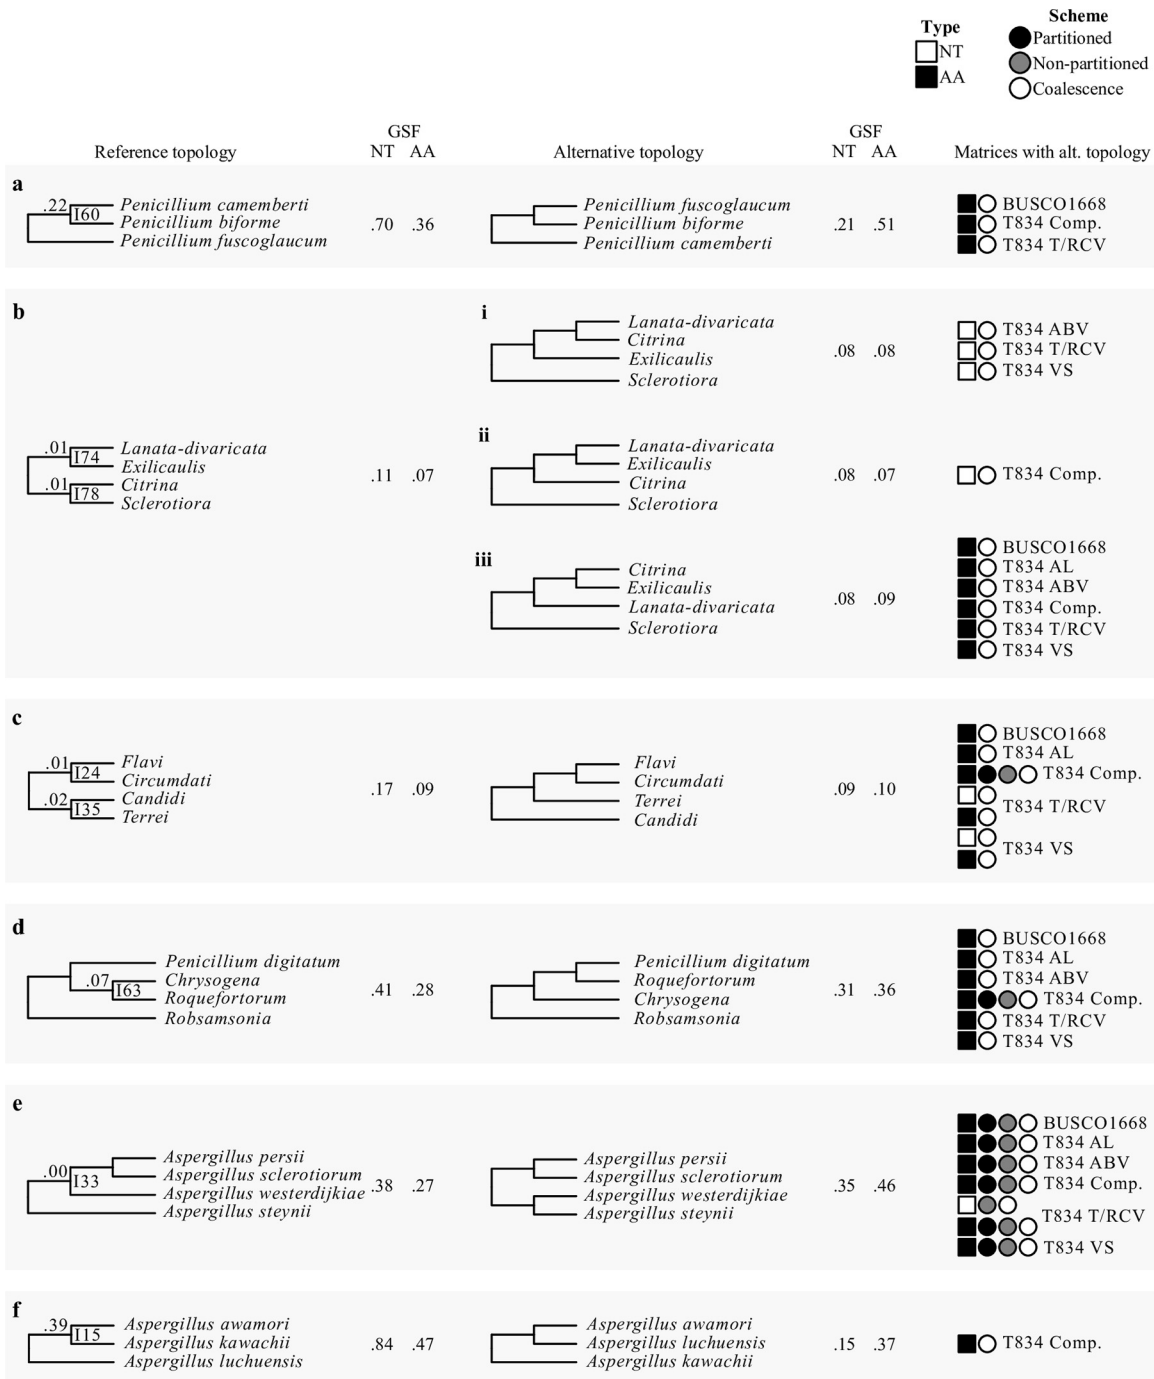 Type
NT
AA
Scheme
Partitioned
Non-partitioned
Coalescence
Reference topology
GSF
NT AA
Alternative topology
GSF
NT AA
Matrices with alt. topology
a
.22
I60
Penicillium camemberti
Penicillium biforme
Penicillium fuscoglaucum
.70 .36
Penicillium fuscoglaucum
Penicillium biforme
Penicillium camemberti
.21 .51
BUSCO1668
T834 Comp.
T834 T/RCV
b
.01
I74
.01
I78
Lanata-divaricata
Exilicaulis
Citrina
Sclerotiora
.11 .07
i
Lanata-divaricata
Citrina
Exilicaulis
Sclerotiora
.08 .08
T834 ABV
T834 T/RCV
T834 VS
ii
Lanata-divaricata
Exilicaulis
Citrina
Sclerotiora
.08 .07
T834 Comp.
iii
Citrina
Exilicaulis
Lanata-divaricata
Sclerotiora
.08 .09
BUSCO1668
T834 AL
T834 ABV
T834 Comp.
T834 T/RCV
T834 VS
c
.01
I24
.02
I35
Flavi
Circumdati
Candidi
Terrei
.17 .09
Flavi
Circumdati
Terrei
Candidi
.09 .10
BUSCO1668
T834 AL
T834 Comp.
T834 T/RCV
T834 VS
d
.07
I63
Penicillium digitatum
Chrysogena
Roquefortorum
Robsamsonia
.41 .28
Penicillium digitatum
Roquefortorum
Chrysogena
Robsamsonia
.31 .36
BUSCO1668
T834 AL
T834 ABV
T834 Comp.
T834 T/RCV
T834 VS
e
.00
I33
Aspergillus persii
Aspergillus sclerotiorum
Aspergillus westerdijkiae
Aspergillus steynii
.38 .27
Aspergillus persii
Aspergillus sclerotiorum
Aspergillus westerdijkiae
Aspergillus steynii
.35 .46
BUSCO1668
T834 AL
T834 ABV
T834 Comp.
T834 T/RCV
T834 VS
f
.39
I15
Aspergillus awamori
Aspergillus kawachii
Aspergillus luchuensis
.84 .47
Aspergillus awamori
Aspergillus luchuensis
Aspergillus kawachii
.15 .37
T834 Comp.